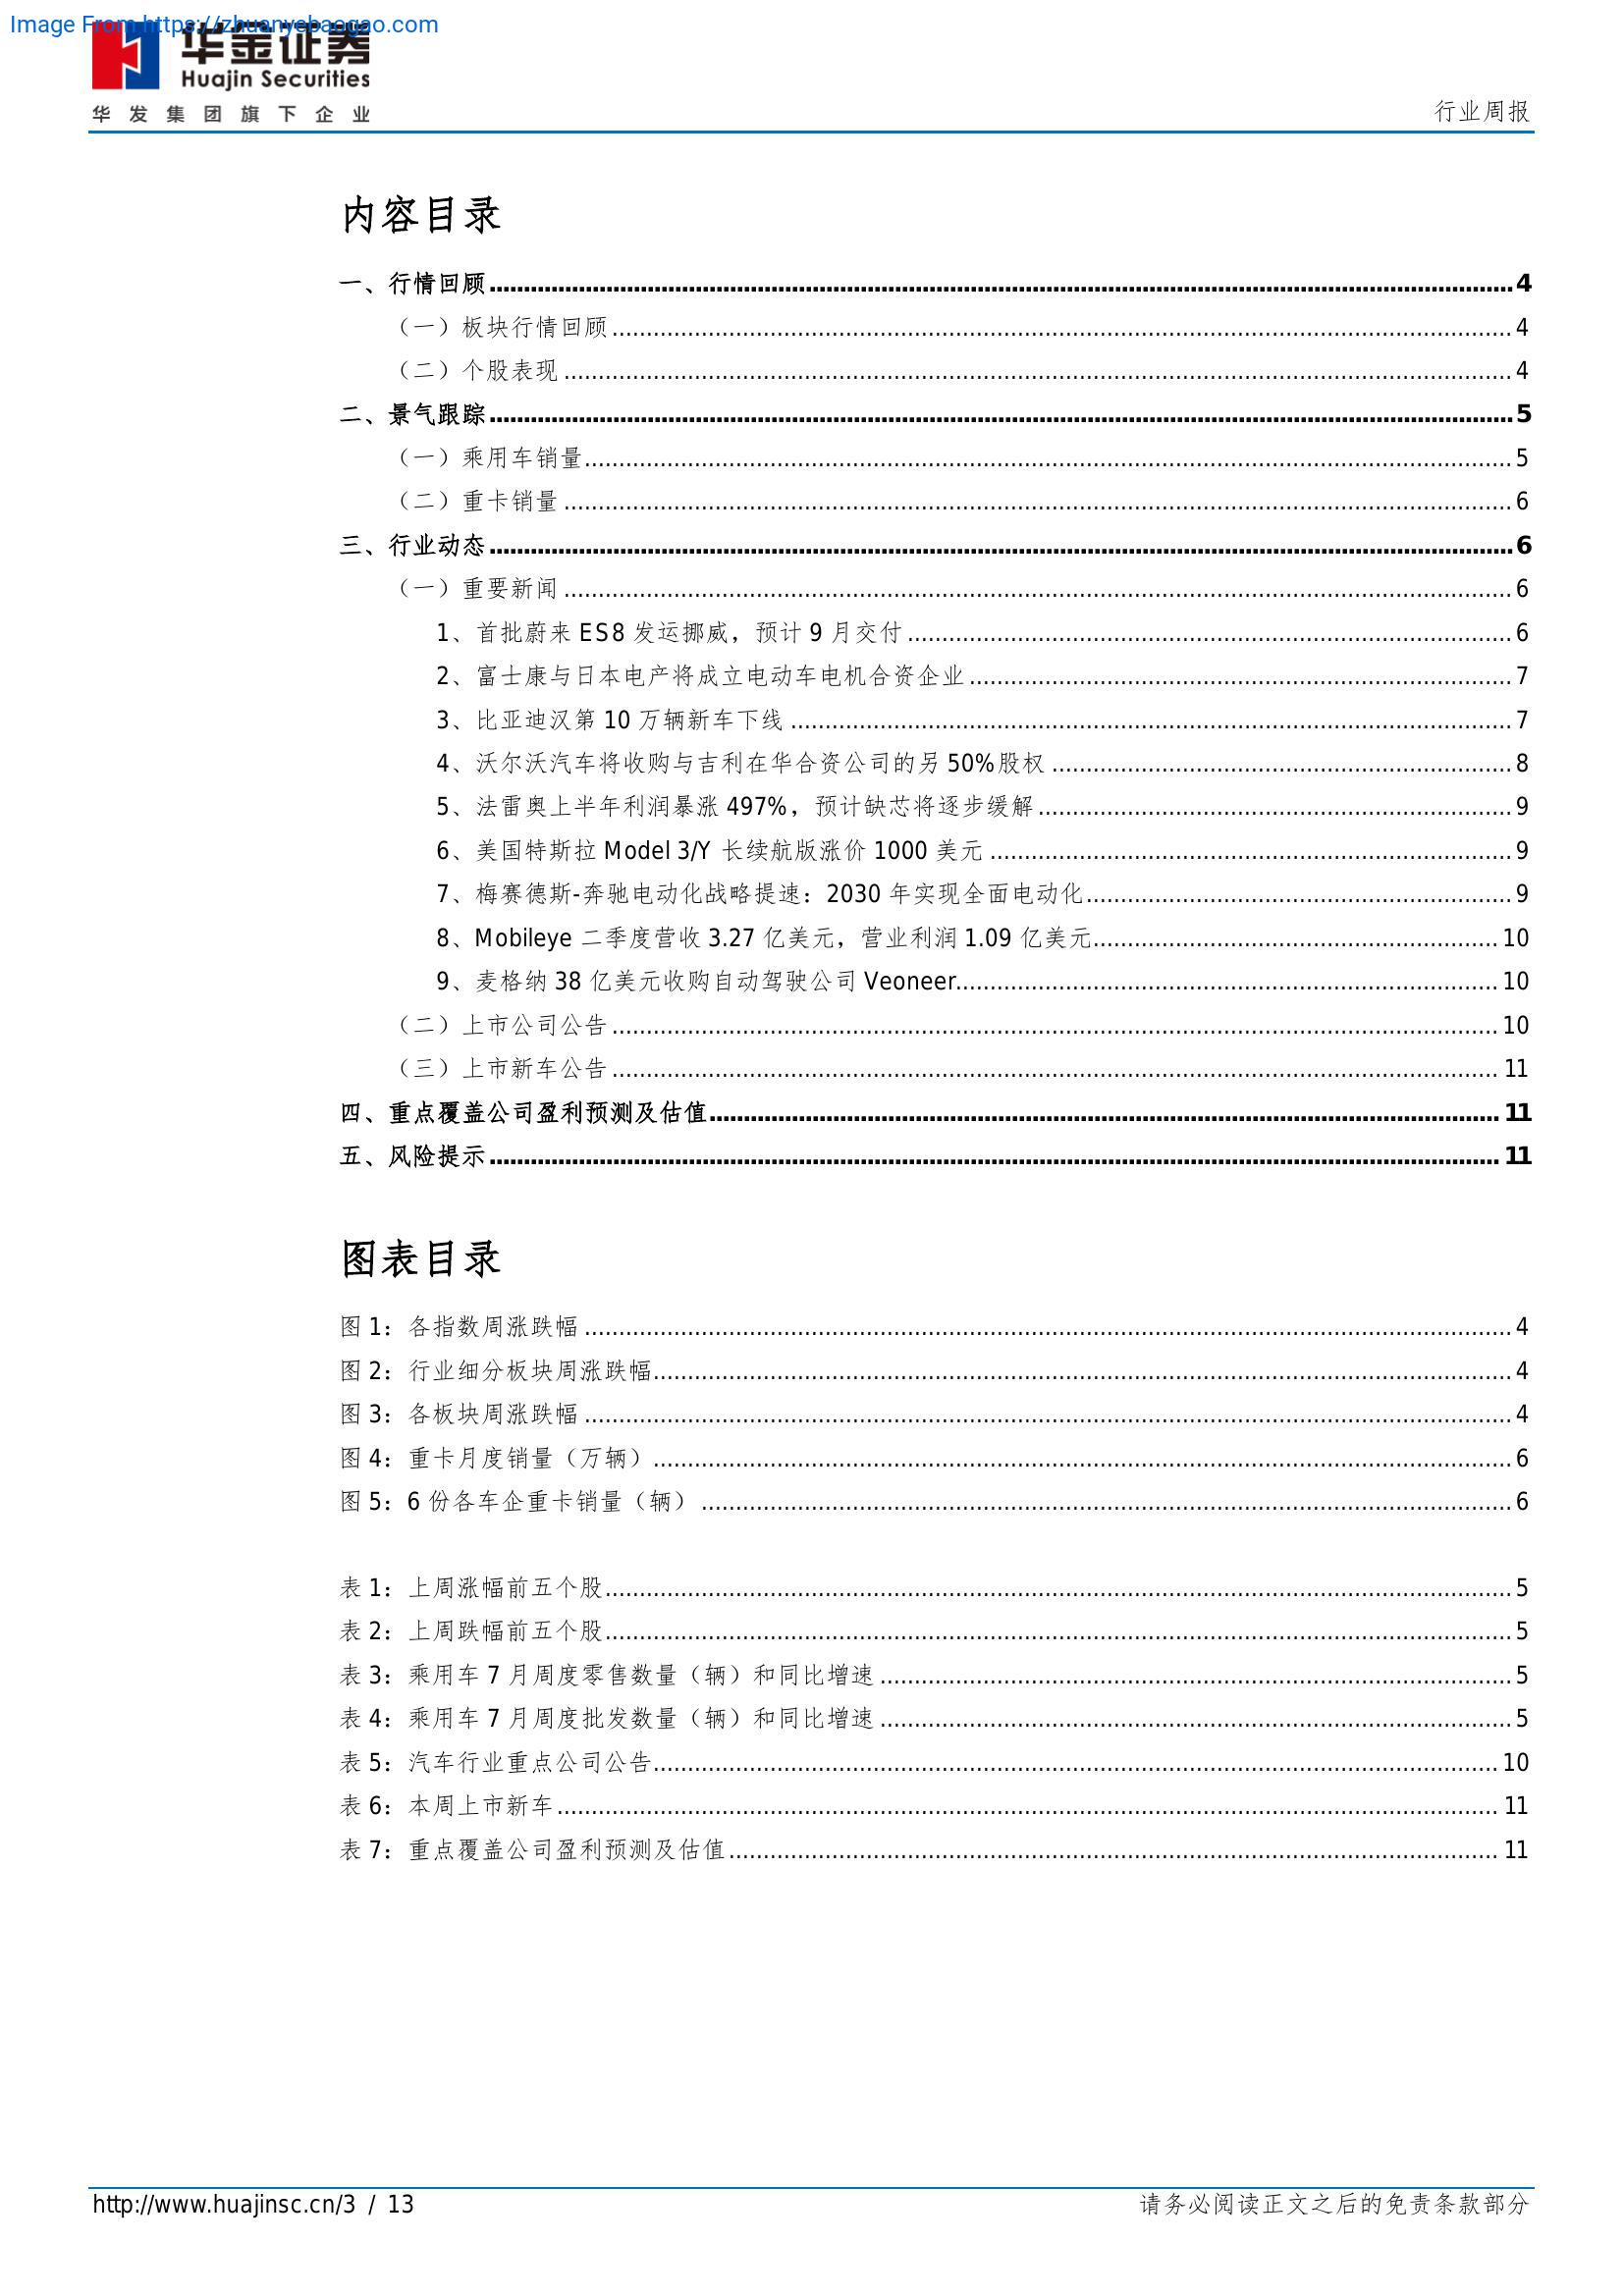 Image From https://zhuanyebaogao.com
华金证券
Huajin Securities
华发集团旗下企业
行业周报
内容目录
一、行情回顾 4
（一）板块行情回顾 4
（二）个股表现 4
二、景气跟踪 5
（一）乘用车销量 5
（二）重卡销量 6
三、行业动态 6
（一）重要新闻 6
1、首批蔚来 ES8 发运挪威，预计 9 月交付 6
2、富士康与日本电产将成立电动车电机合资企业 7
3、比亚迪汉第 10 万辆新车下线 7
4、沃尔沃汽车将收购与吉利在华合资公司的另 50%股权 8
5、法雷奥上半年利润暴涨 497%，预计缺芯将逐步缓解 9
6、美国特斯拉 Model 3/Y 长续航版涨价 1000 美元 9
7、梅赛德斯-奔驰电动化战略提速：2030 年实现全面电动化 9
8、Mobileye 二季度营收 3.27 亿美元，营业利润 1.09 亿美元 10
9、麦格纳 38 亿美元收购自动驾驶公司 Veoneer 10
（二）上市公司公告 10
（三）上市新车公告 11
四、重点覆盖公司盈利预测及估值 11
五、风险提示 11
图表目录
图 1：各指数周涨跌幅 4
图 2：行业细分板块周涨跌幅 4
图 3：各板块周涨跌幅 4
图 4：重卡月度销量（万辆） 6
图 5：6 份各车企重卡销量（辆） 6
表 1：上周涨幅前五个股 5
表 2：上周跌幅前五个股 5
表 3：乘用车 7 月周度零售数量（辆）和同比增速 5
表 4：乘用车 7 月周度批发数量（辆）和同比增速 5
表 5：汽车行业重点公司公告 10
表 6：本周上市新车 11
表 7：重点覆盖公司盈利预测及估值 11
http://www.huajinsc.cn/3 / 13
请务必阅读正文之后的免责条款部分